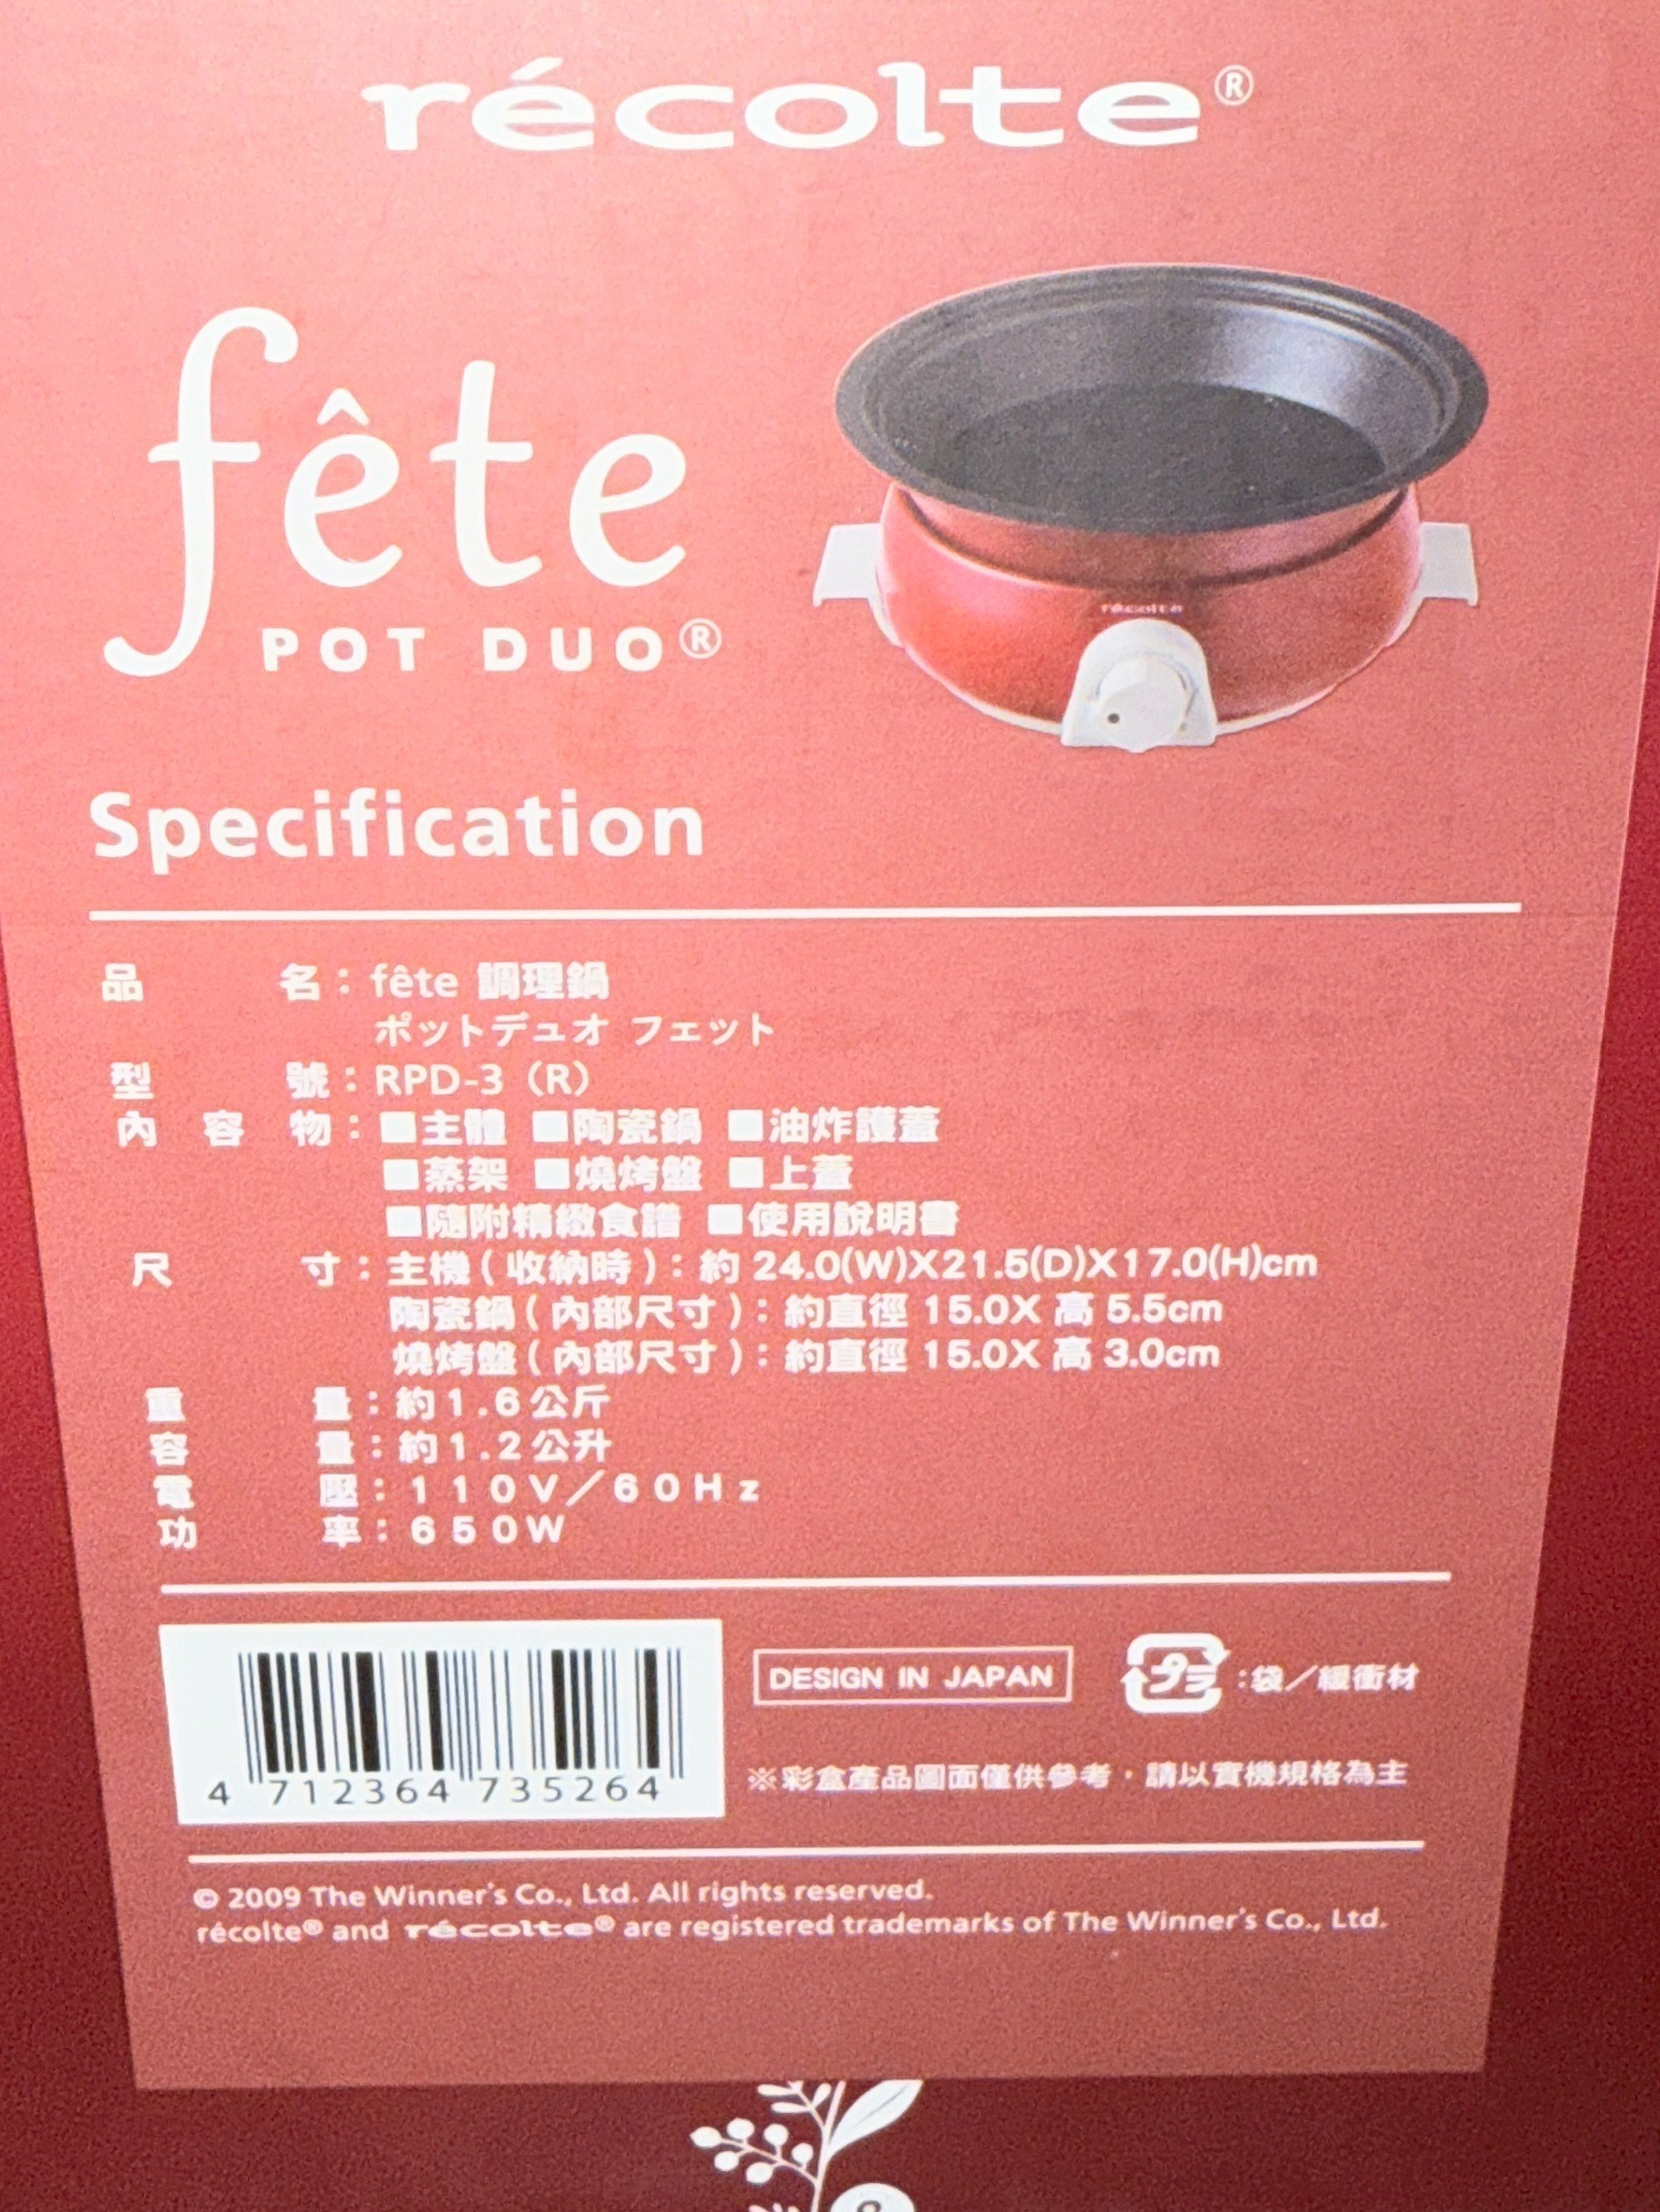 récolte®
fête
POT DUO®
récolte
Specification
品名：fête 調理鍋
ポットデュオ フェット
型號：RPD-3（R）
內容物：■主體 ■陶瓷鍋 ■油炸護蓋
■蒸架 ■燒烤盤 ■上蓋
■隨附精緻食譜 ■使用說明書
尺寸：主機（收納時）：約 24.0(W)X21.5(D)X17.0(H)cm
陶瓷鍋（內部尺寸）：約直徑 15.0X 高 5.5cm
燒烤盤（內部尺寸）：約直徑 15.0X 高 3.0cm
重量：約1.6公斤
容量：約1.2公升
電壓：110V／60Hz
功率：650W
DESIGN IN JAPAN
プラ：袋／緩衝材
4 712364 735264
※彩盒產品圖面僅供參考，請以實機規格為主
© 2009 The Winner's Co., Ltd. All rights reserved.
récolte® and récolte® are registered trademarks of The Winner's Co., Ltd.